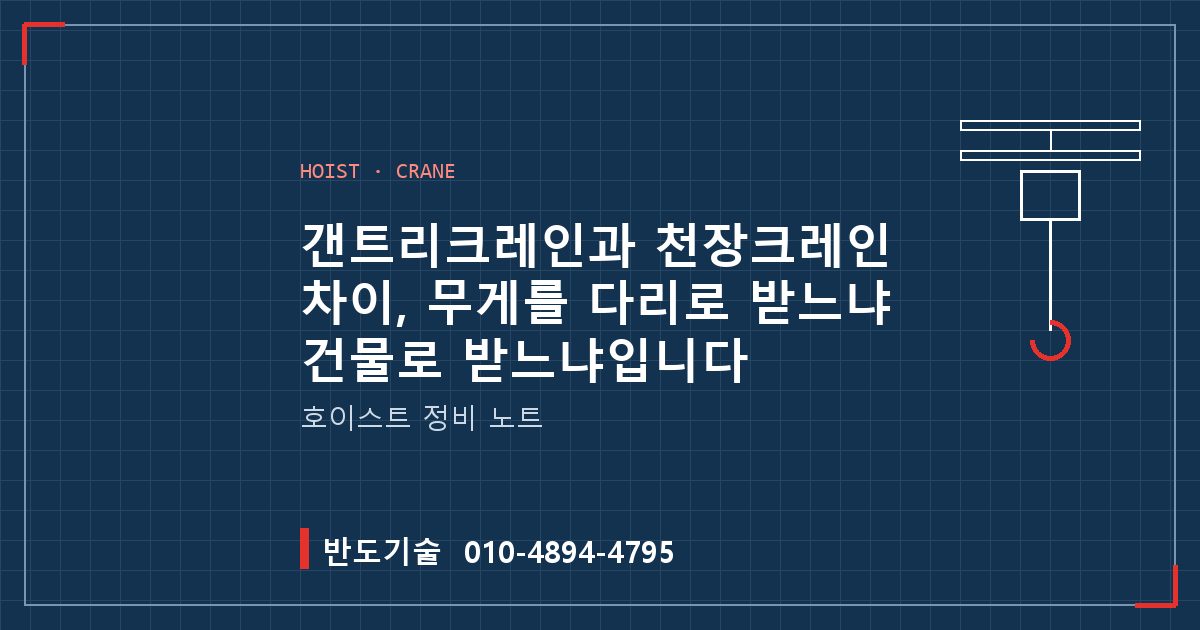 HOIST · CRANE
갠트리크레인과 천장크레인
차이, 무게를 다리로 받느냐
건물로 받느냐입니다
호이스트 정비 노트
반도기술 010-4894-4795